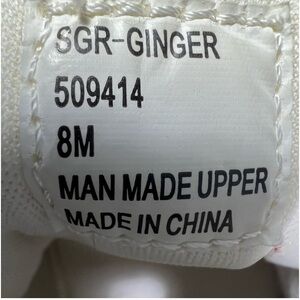 SGR-GINGER
509414
8M
MAN MADE UPPER
MADE IN CHINA